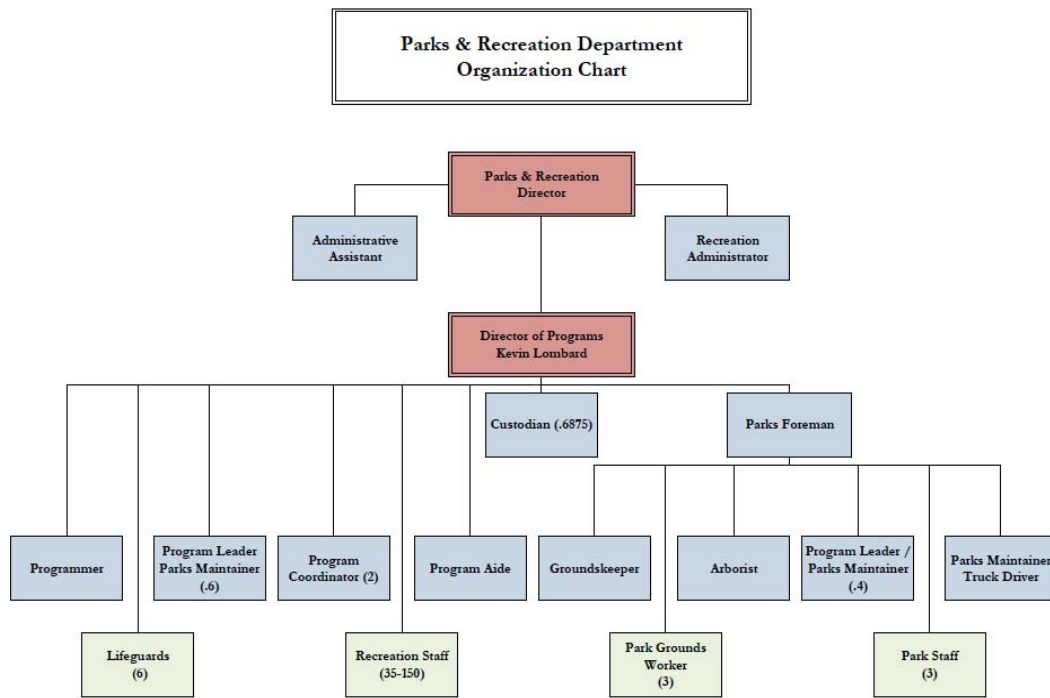 Parks & Recreation Department
Organization Chart
Parks & Recreation
Director
Administrative
Assistant
Recreation
Administrator
Director of Programs
Kevin Lombard
Custodian (.6875)
Parks Foreman
Programmer
Program Leader
Parks Maintainer
(.6)
Program
Coordinator (2)
Program Aide
Groundskeeper
Arborist
Program Leader /
Parks Maintainer
(.4)
Parks Maintainer
Truck Driver
Lifeguards
(6)
Recreation Staff
(35-150)
Park Grounds
Worker
(3)
Park Staff
(3)